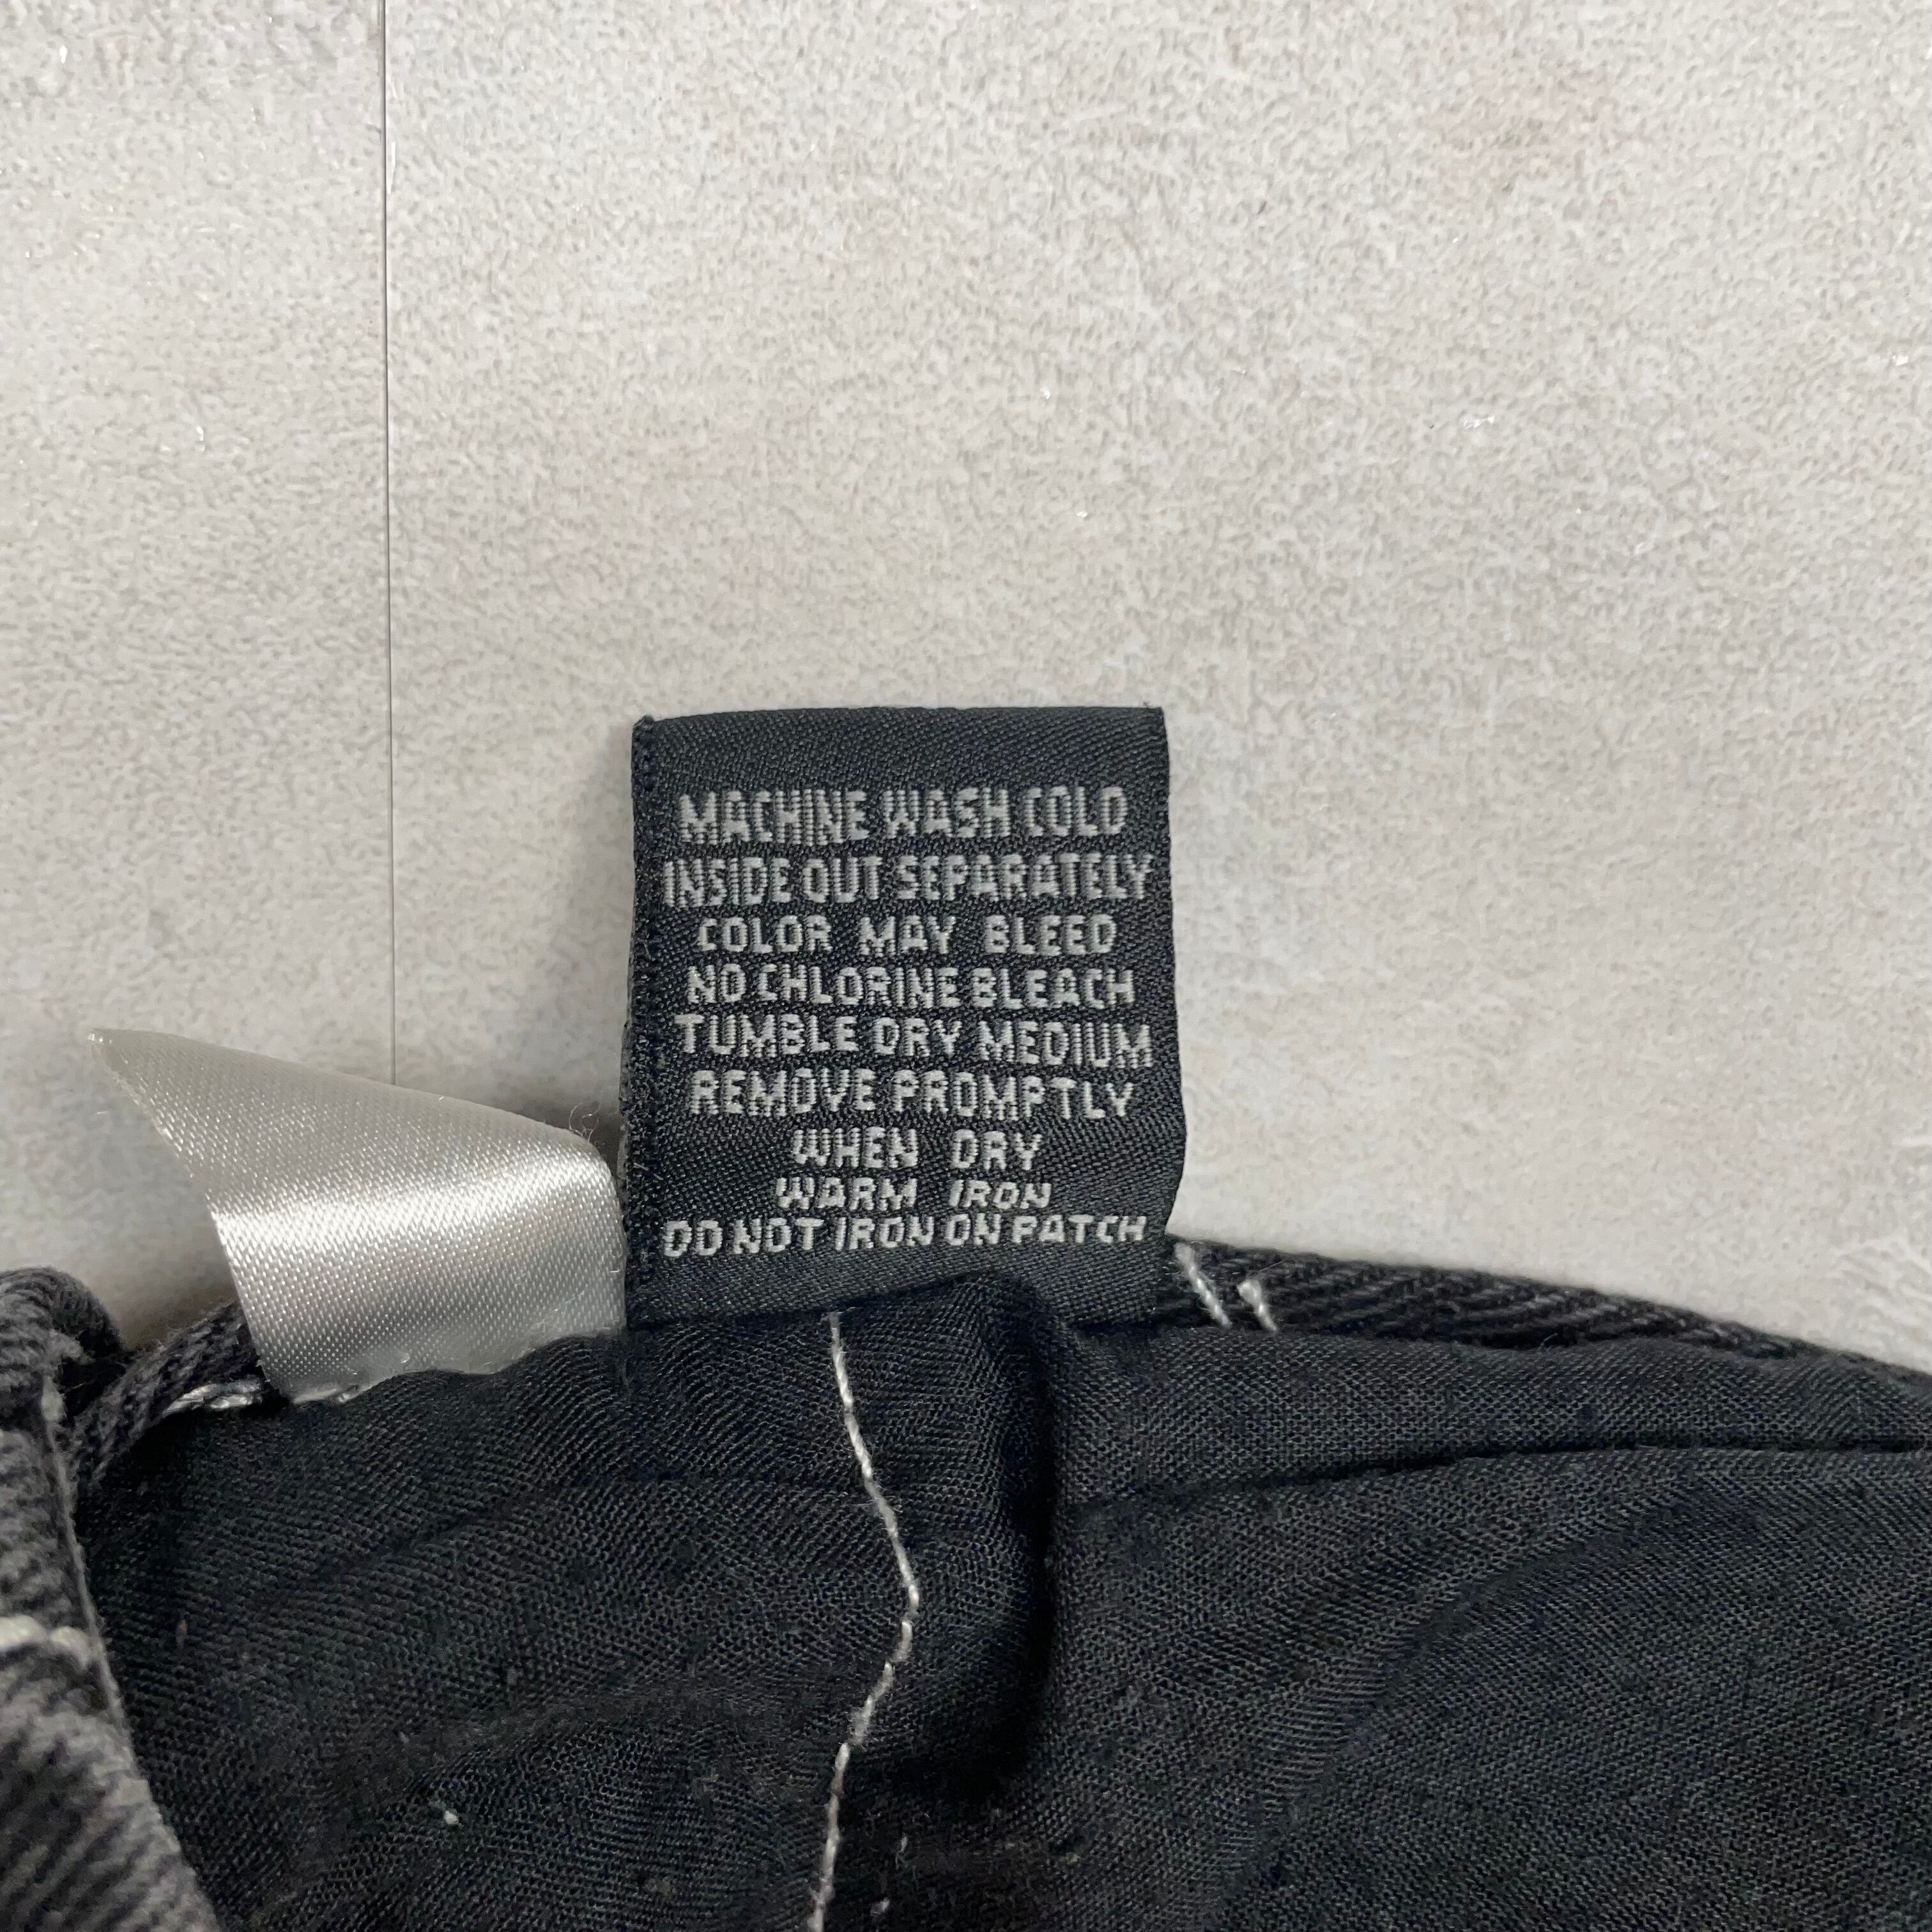 MACHINE WASH COLD
INSIDE OUT SEPARATELY
COLOR MAY BLEED
NO CHLORINE BLEACH
TUMBLE DRY MEDIUM
REMOVE PROMPTLY
WHEN DRY
WARM IRON
DO NOT IRON ON PATCH